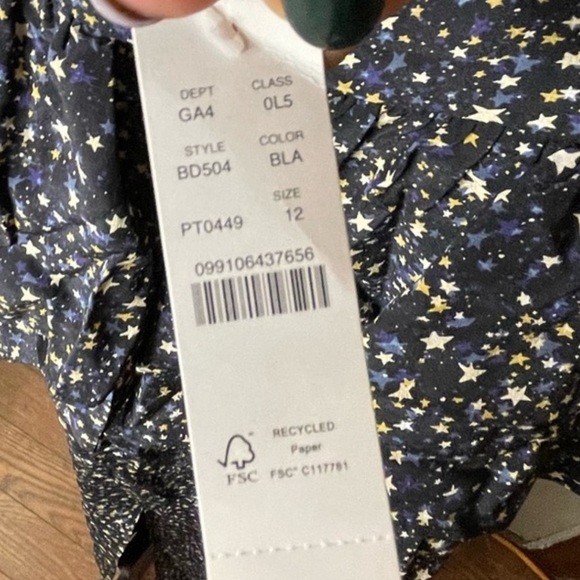 DEPT CLASS
GA4 0L5
STYLE COLOR
BD504 BLA
SIZE
PT0449 12
099106437656
RECYCLED
Paper
FSC FSC® C117781